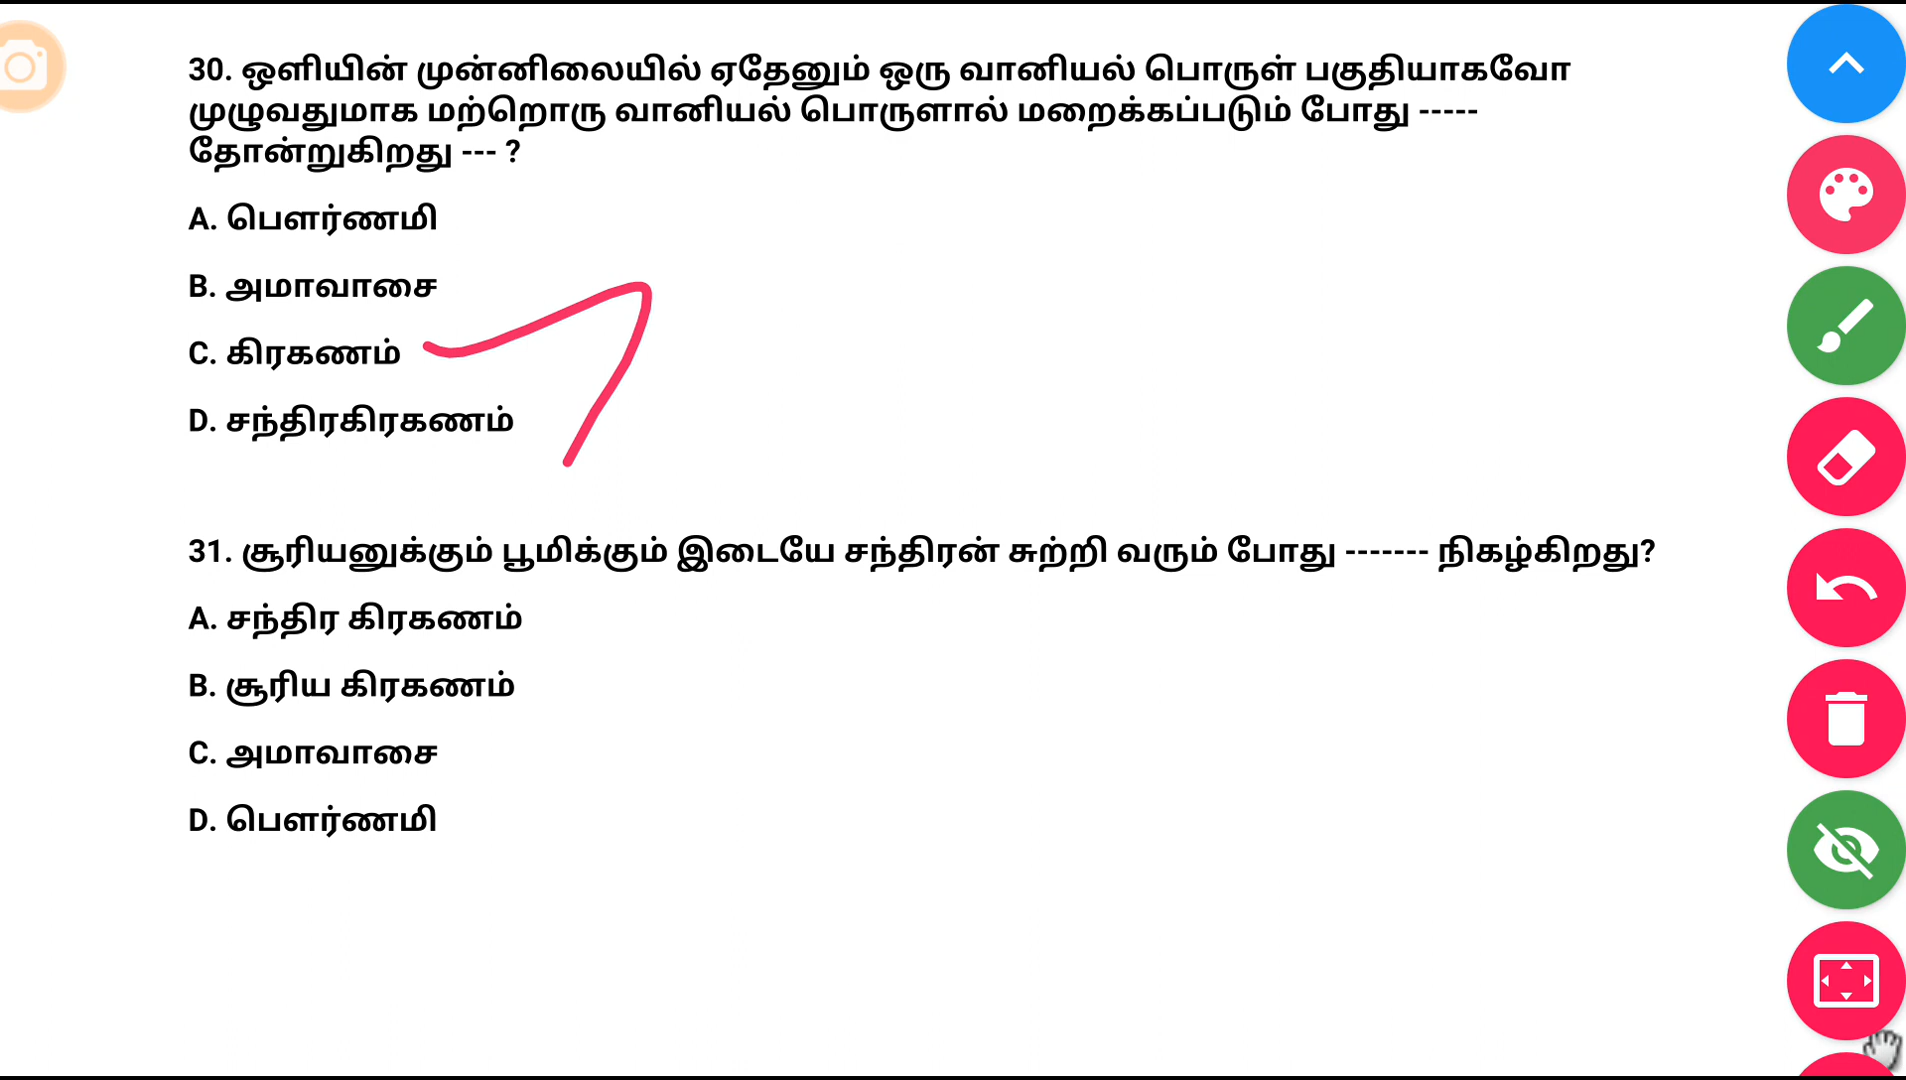 30. ஒளியின் முன்னிலையில் ஏதேனும் ஒரு வானியல் பொருள் பகுதியாகவோ
முழுவதுமாக மற்றொரு வானியல் பொருளால் மறைக்கப்படும் போது -----
தோன்றுகிறது --- ?
A. பௌர்ணமி
B. அமாவாசை
C. கிரகணம்
D. சந்திரகிரகணம்
31. சூரியனுக்கும் பூமிக்கும் இடையே சந்திரன் சுற்றி வரும் போது ------- நிகழ்கிறது?
A. சந்திர கிரகணம்
B. சூரிய கிரகணம்
C. அமாவாசை
D. பௌர்ணமி